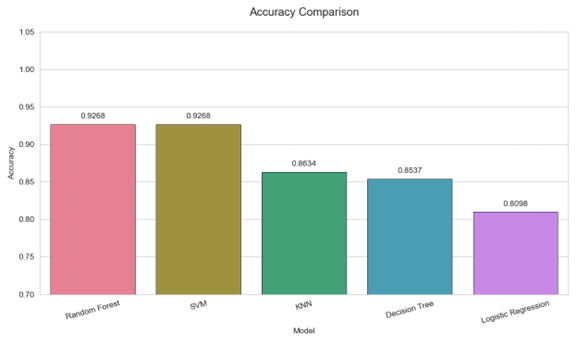 Accuracy Comparison
1.05
1.00
0.95
0.90
0.85
0.80
0.75
0.70
Accuracy
0.9268
0.9268
0.8634
0.8537
0.8098
Random Forest
SVM
KNN
Decision Tree
Logistic Regression
Model